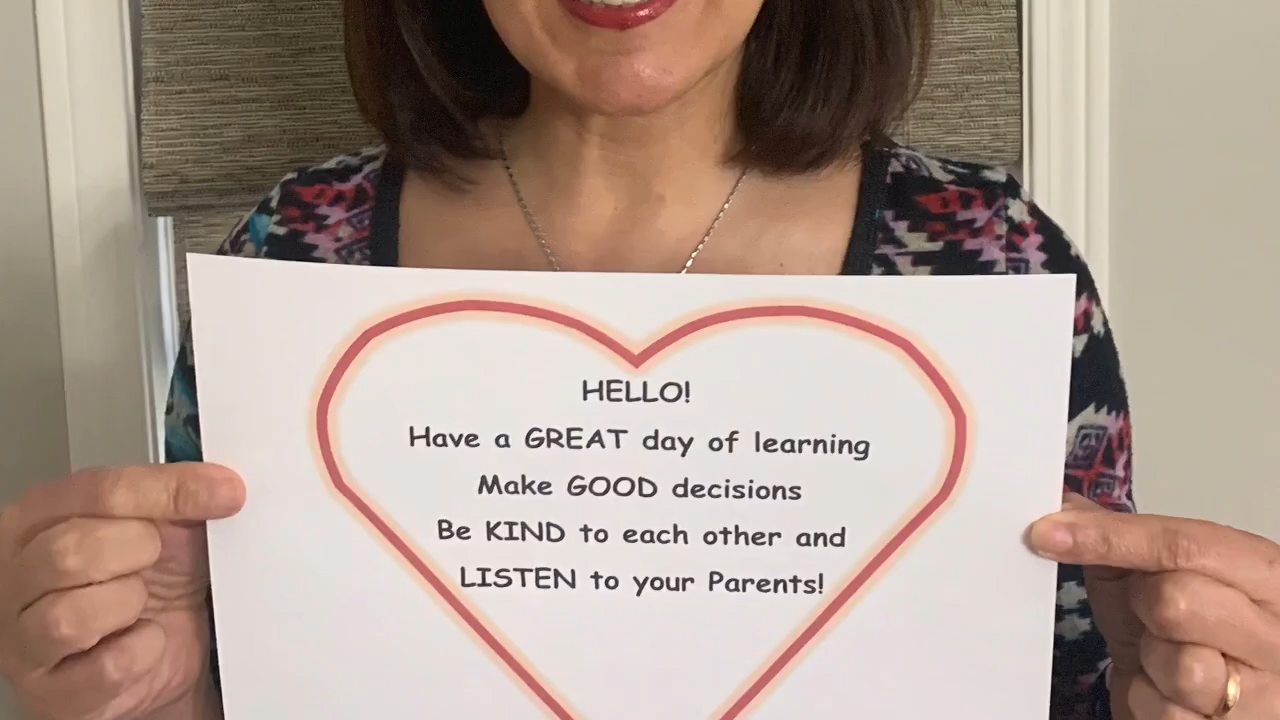 HELLO!
Have a GREAT day of learning
Make GOOD decisions
Be KIND to each other and
LISTEN to your Parents!